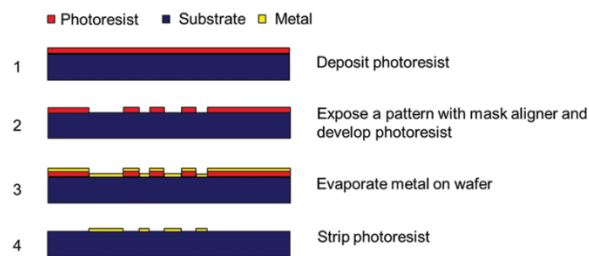 Photoresist Substrate Metal
1 Deposit photoresist
2 Expose a pattern with mask aligner and
develop photoresist
3 Evaporate metal on wafer
4 Strip photoresist